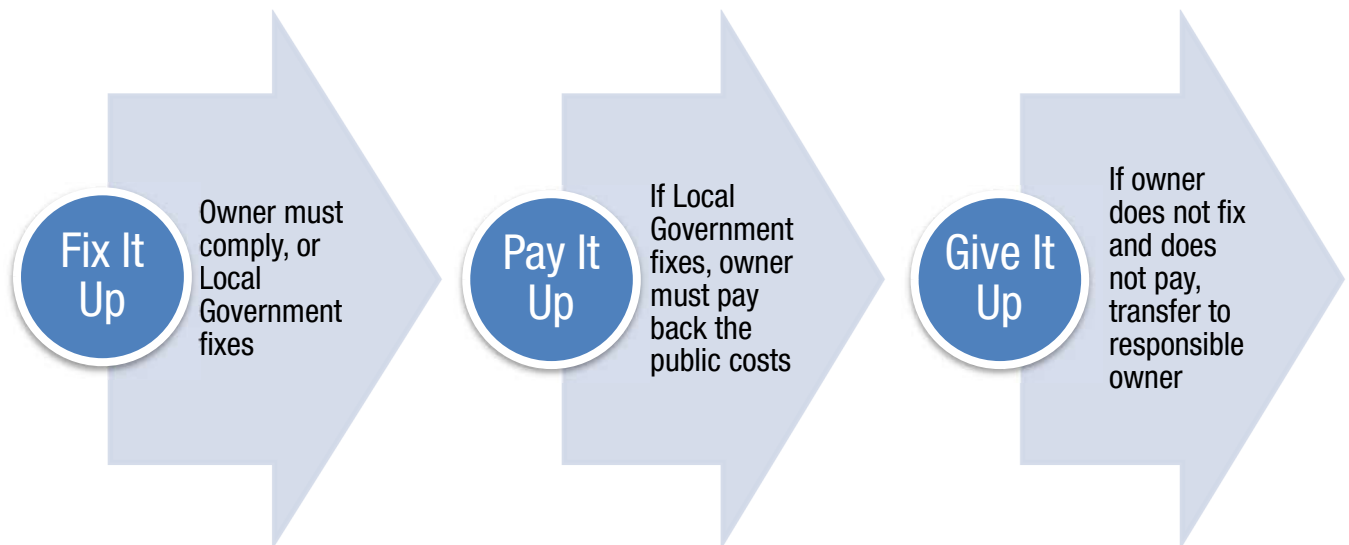 Fix It
Up
Owner must
comply, or
Local
Government
fixes
Pay It
Up
If Local
Government
fixes, owner
must pay
back the
public costs
Give It
Up
If owner
does not fix
and does
not pay,
transfer to
responsible
owner